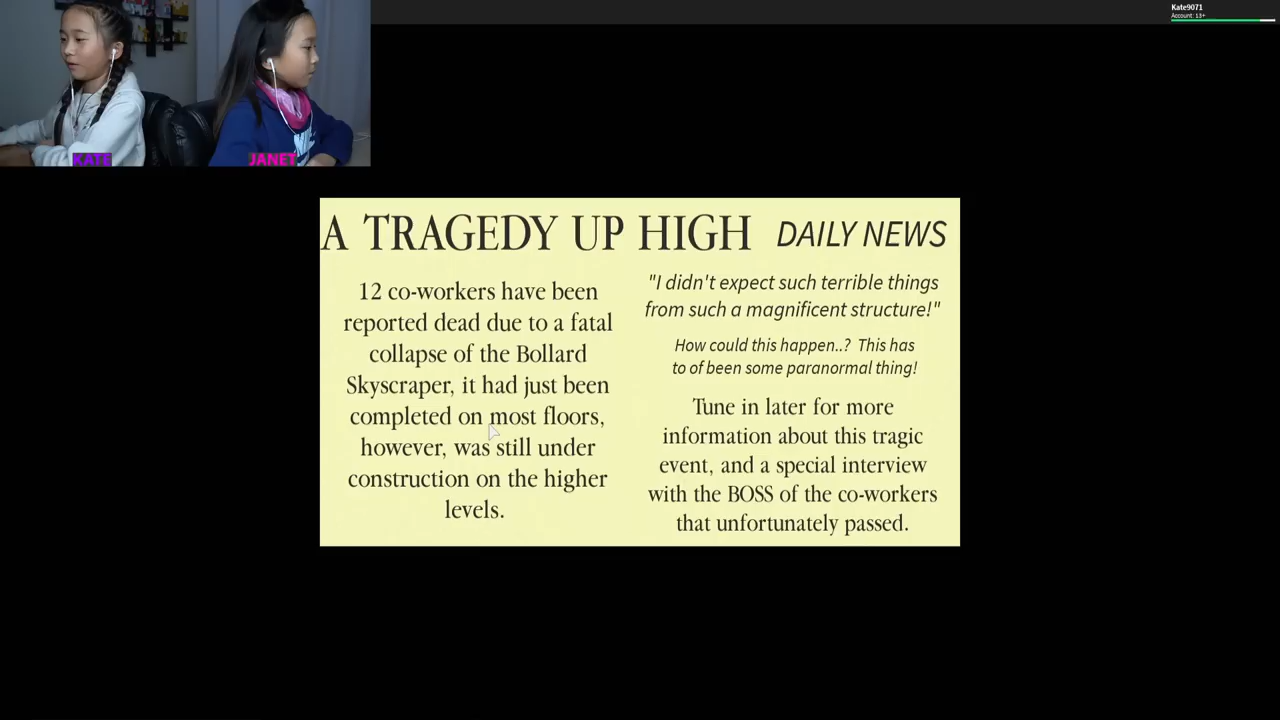 Kate9071
Account: 13+
KATE
JANET
A TRAGEDY UP HIGH
DAILY NEWS
12 co-workers have been
reported dead due to a fatal
collapse of the Bollard
Skyscraper, it had just been
completed on most floors,
however, was still under
construction on the higher
levels.
"I didn't expect such terrible things
from such a magnificent structure!"
How could this happen..? This has
to of been some paranormal thing!
Tune in later for more
information about this tragic
event, and a special interview
with the BOSS of the co-workers
that unfortunately passed.